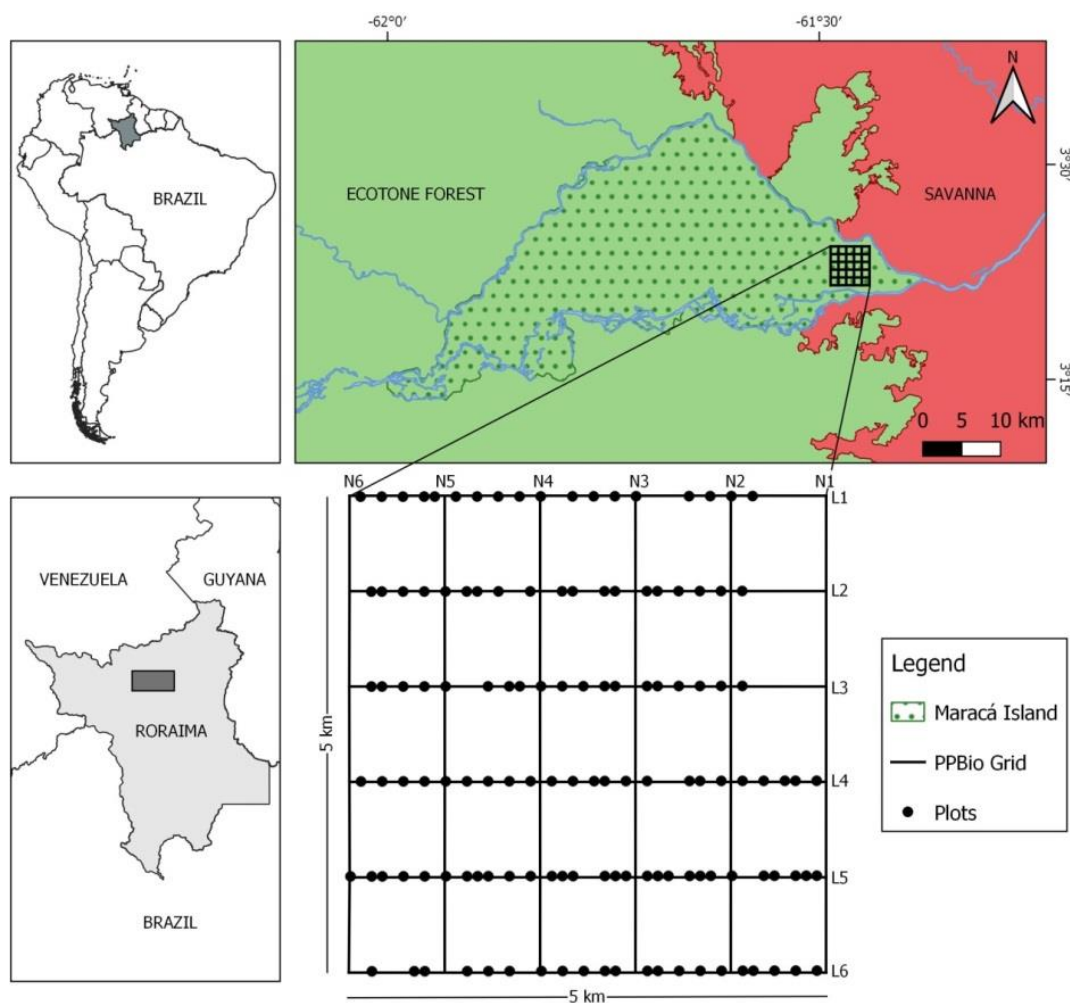 -62°0′
-61°30′
BRAZIL
N
ECOTONE FOREST
SAVANNA
3°30′
3°15′
0 5 10 km
N6 N5 N4 N3 N2 N1
L1
L2
L3
L4
L5
L6
5 km
5 km
VENEZUELA
GUYANA
RORAIMA
BRAZIL
Legend
Maracá Island
PPBio Grid
Plots